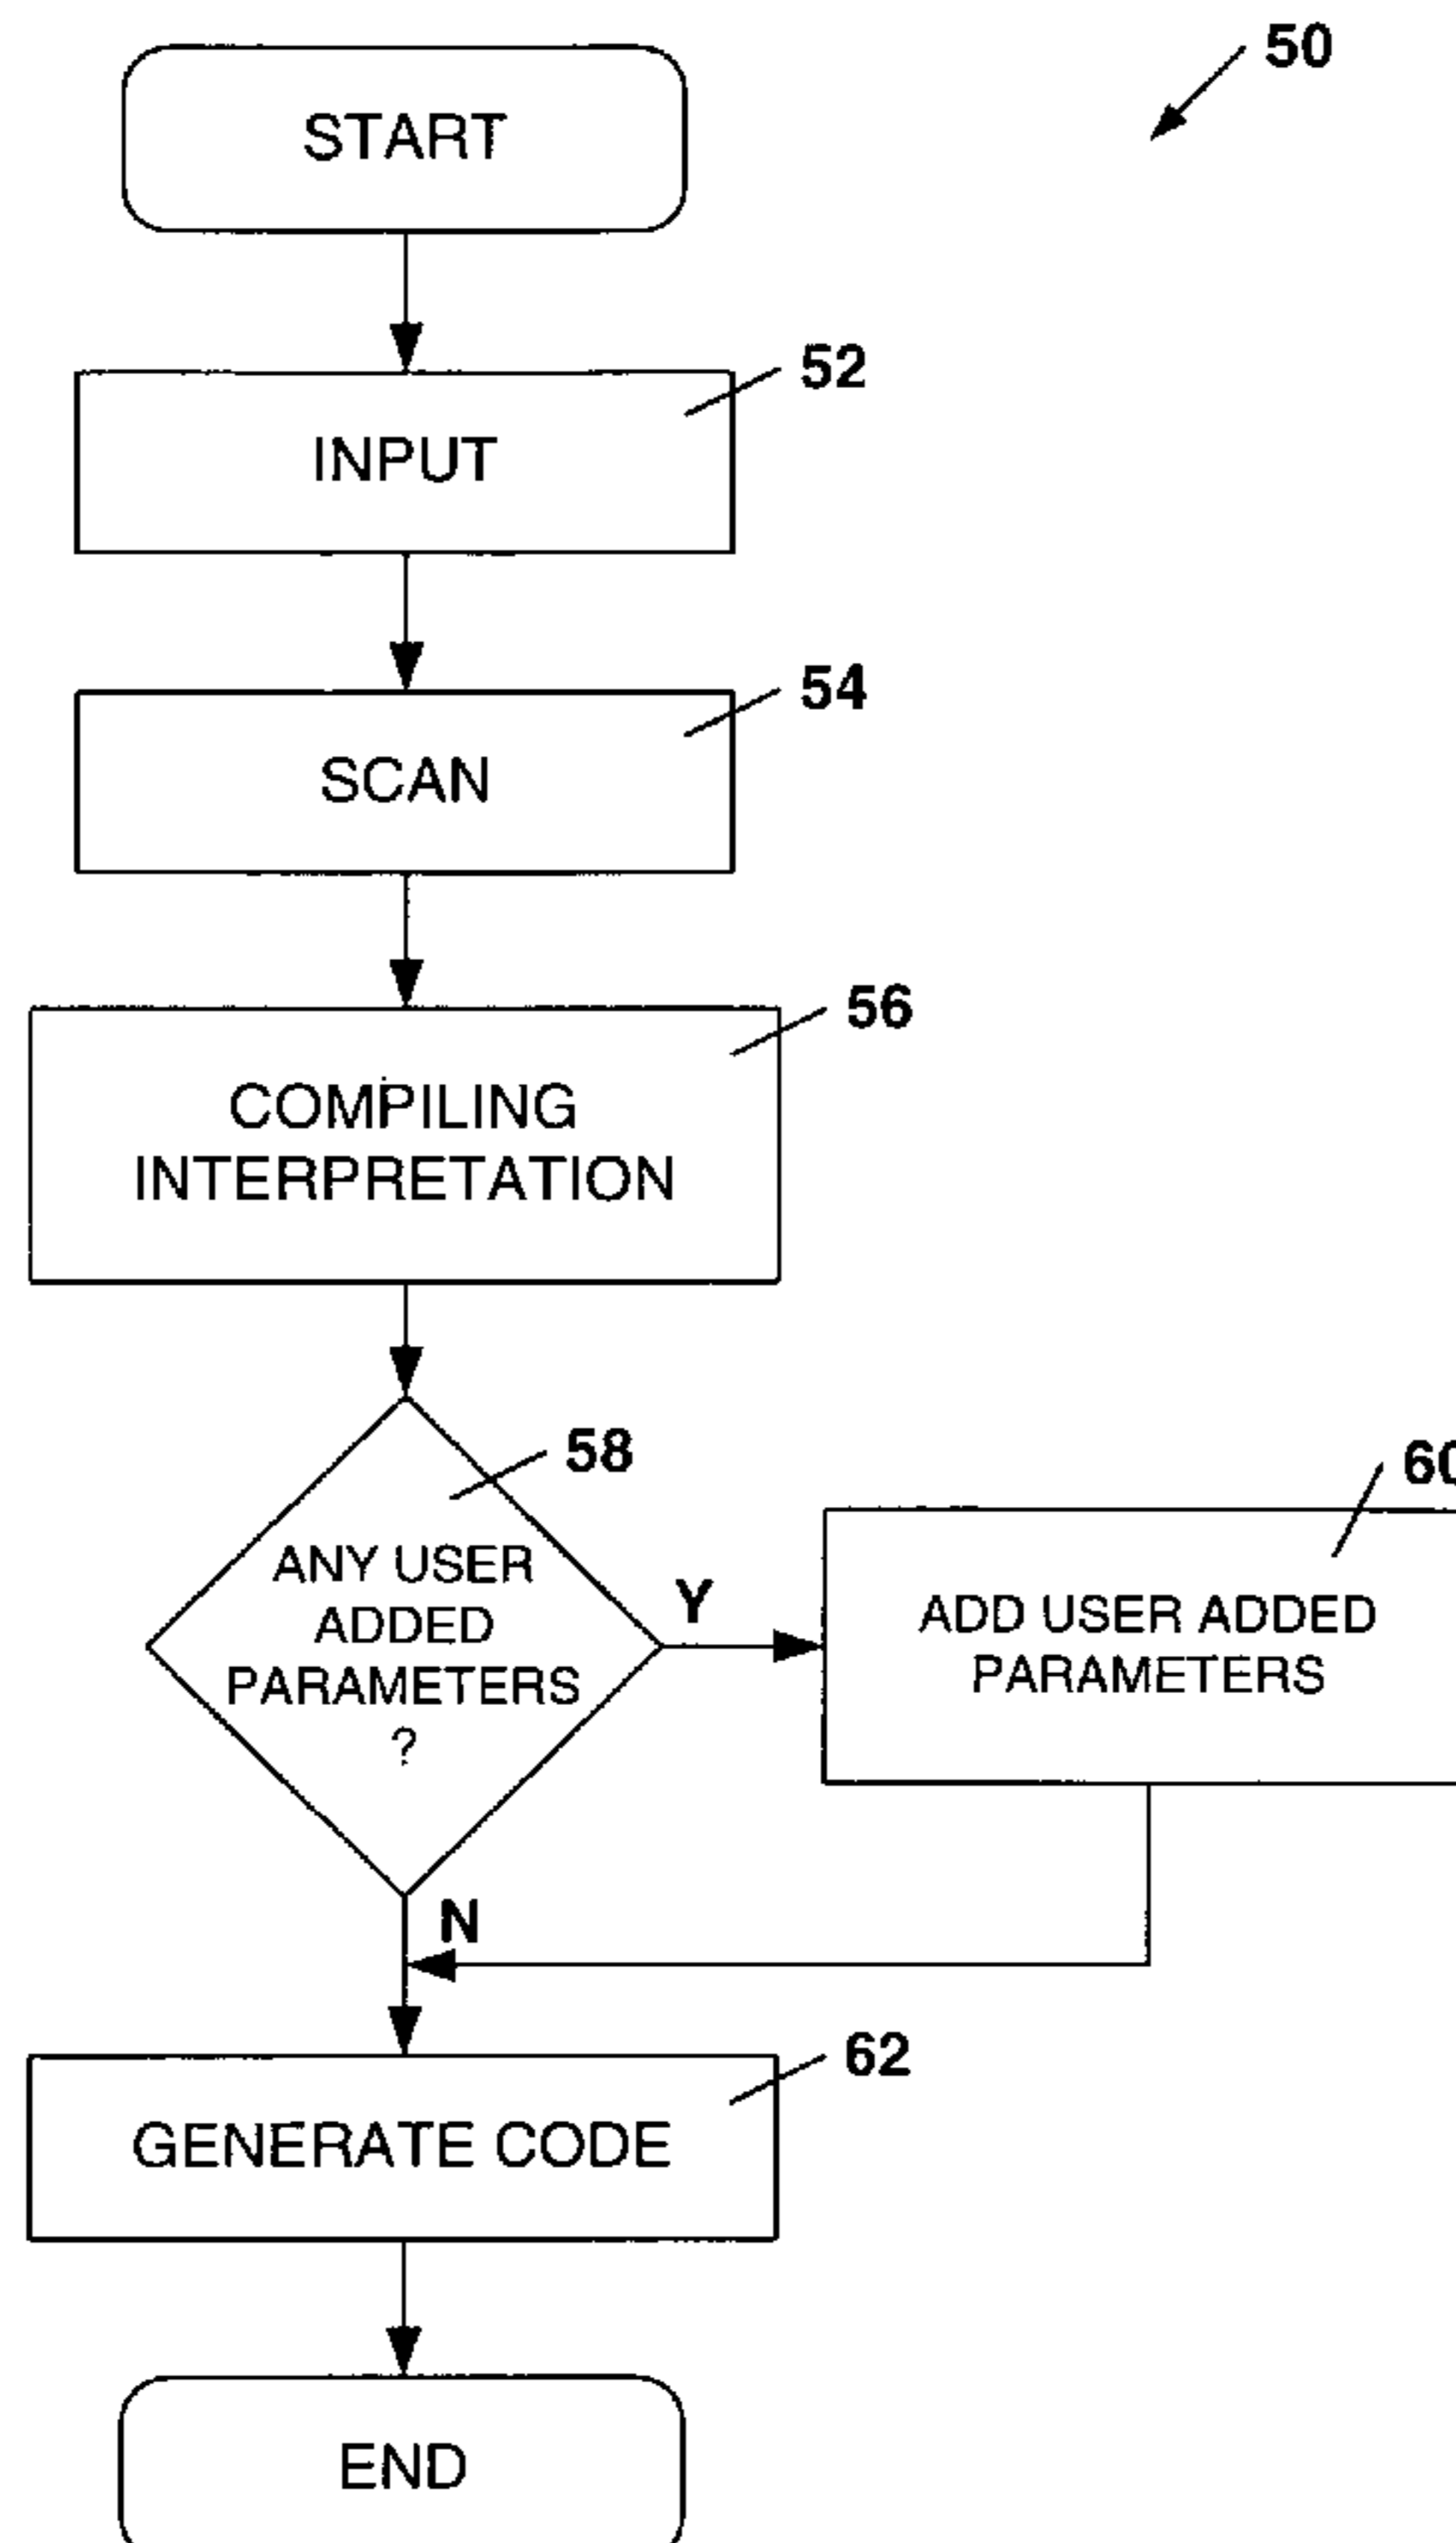 50
START
52
INPUT
54
SCAN
56
COMPILING
INTERPRETATION
58
ANY USER
ADDED
PARAMETERS
?
Y
60
ADD USER ADDED
PARAMETERS
N
62
GENERATE CODE
END